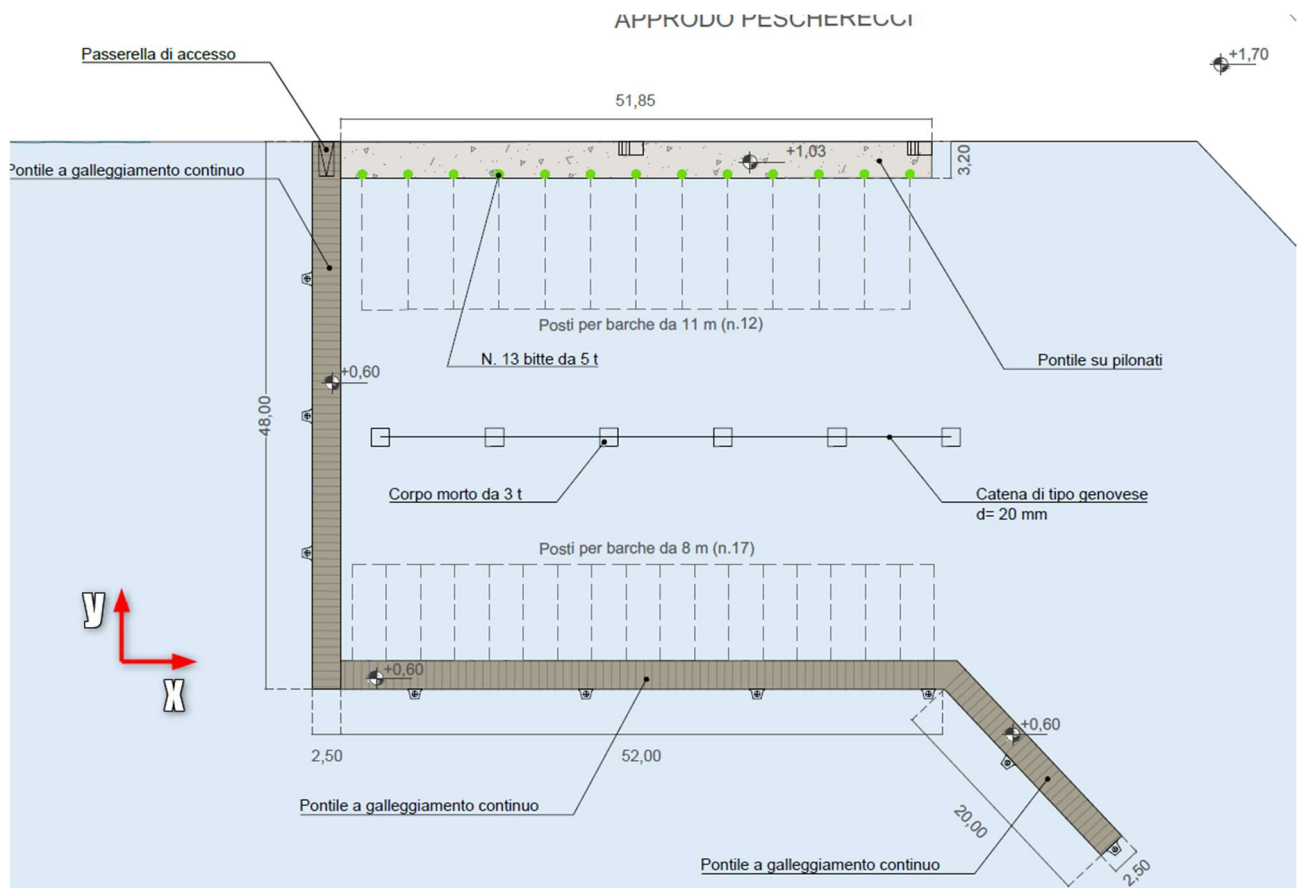 APPRODO PESCHERECCI
Passerella di accesso
+1,70
51,85
+1,03
3,20
Pontile a galleggiamento continuo
Posti per barche da 11 m (n.12)
N. 13 bitte da 5 t
Pontile su pilonati
+0,60
48,00
Corpo morto da 3 t
Catena di tipo genovese
d= 20 mm
Posti per barche da 8 m (n.17)
y
x
+0,60
+0,60
2,50
52,00
20,00
Pontile a galleggiamento continuo
Pontile a galleggiamento continuo
2,50